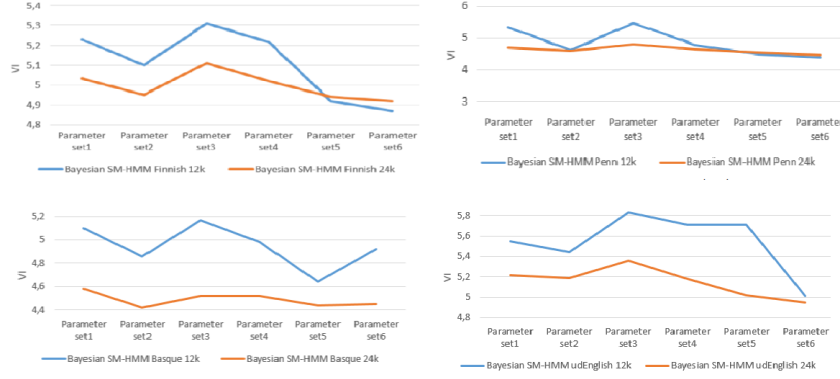 5,4
5,3
5,2
5,1
5
4,9
4,8
VI
Parameter set1
Parameter set2
Parameter set3
Parameter set4
Parameter set5
Parameter set6
Bayesian SM-HMM Finnish 12k
Bayesian SM-HMM Finnish 24k
6
5
4
3
VI
Parameter set1
Parameter set2
Parameter set3
Parameter set4
Parameter set5
Parameter set6
Bayesian SM-HMM Penn 12k
Bayesian SM-HMM Penn 24k
5,2
5
4,8
4,6
4,4
VI
Parameter set1
Parameter set2
Parameter set3
Parameter set4
Parameter set5
Parameter set6
Bayesian SM-HMM Basque 12k
Bayesian SM-HMM Basque 24k
5,8
5,6
5,4
5,2
5
4,8
VI
Parameter set1
Parameter set2
Parameter set3
Parameter set4
Parameter set5
Parameter set6
Bayesian SM-HMM udEnglish 12k
Bayesian SM-HMM udEnglish 24k